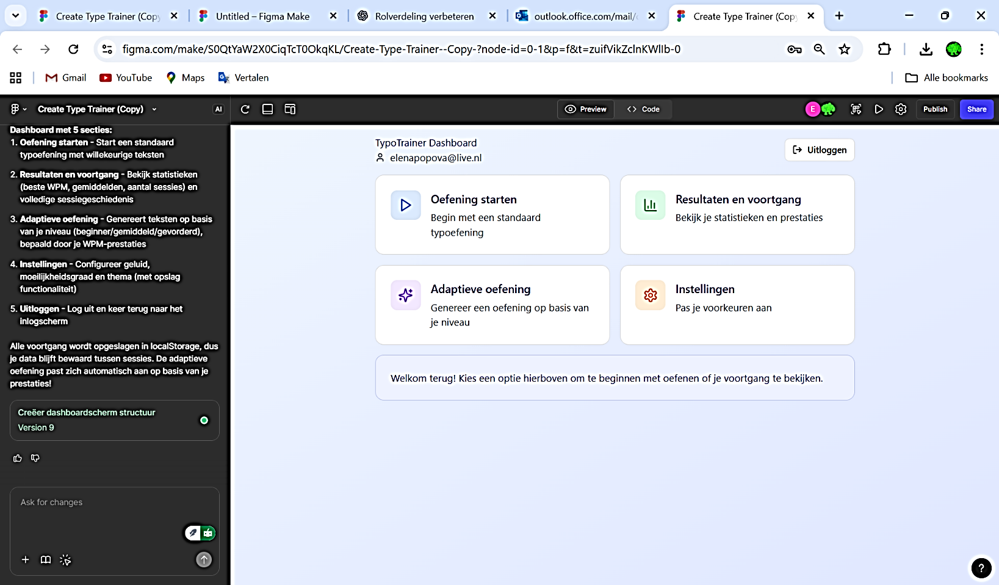 Create Type Trainer (Copy
Untitled – Figma Make
Rolverdeling verbeteren
outlook.office.com/mail/
Create Type Trainer (Cop
figma.com/make/S0QtYaW2X0CiqTcT0OkqKL/Create-Type-Trainer--Copy-?node-id=0-1&p=f&t=zuifVikZclnKWlIb-0
Gmail
YouTube
Maps
Vertalen
Alle bookmarks
Create Type Trainer (Copy)
AI
Preview
Code
E
Publish
Share
Dashboard met 5 secties:
1. Oefening starten - Start een standaard
typoefening met willekeurige teksten
2. Resultaten en voortgang - Bekijk statistieken
(beste WPM, gemiddelden, aantal sessies) en
volledige sessiegeschiedenis
3. Adaptieve oefening - Genereert teksten op basis
van je niveau (beginner/gemiddeld/gevorderd),
bepaald door je WPM-prestaties
4. Instellingen - Configureer geluid,
moeilijkheidsgraad en thema (met opslag
functionaliteit)
5. Uitloggen - Log uit en keer terug naar het
inlogscherm
Alle voortgang wordt opgeslagen in localStorage, dus
je data blijft bewaard tussen sessies. De adaptieve
oefening past zich automatisch aan op basis van je
prestaties!
Creëer dashboardscherm structuur
Version 9
Ask for changes
TypoTrainer Dashboard
elenapopova@live.nl
Uitloggen
Oefening starten
Begin met een standaard
typoefening
Resultaten en voortgang
Bekijk je statistieken en prestaties
Adaptieve oefening
Genereer een oefening op basis van
je niveau
Instellingen
Pas je voorkeuren aan
Welkom terug! Kies een optie hierboven om te beginnen met oefenen of je voortgang te bekijken.
?